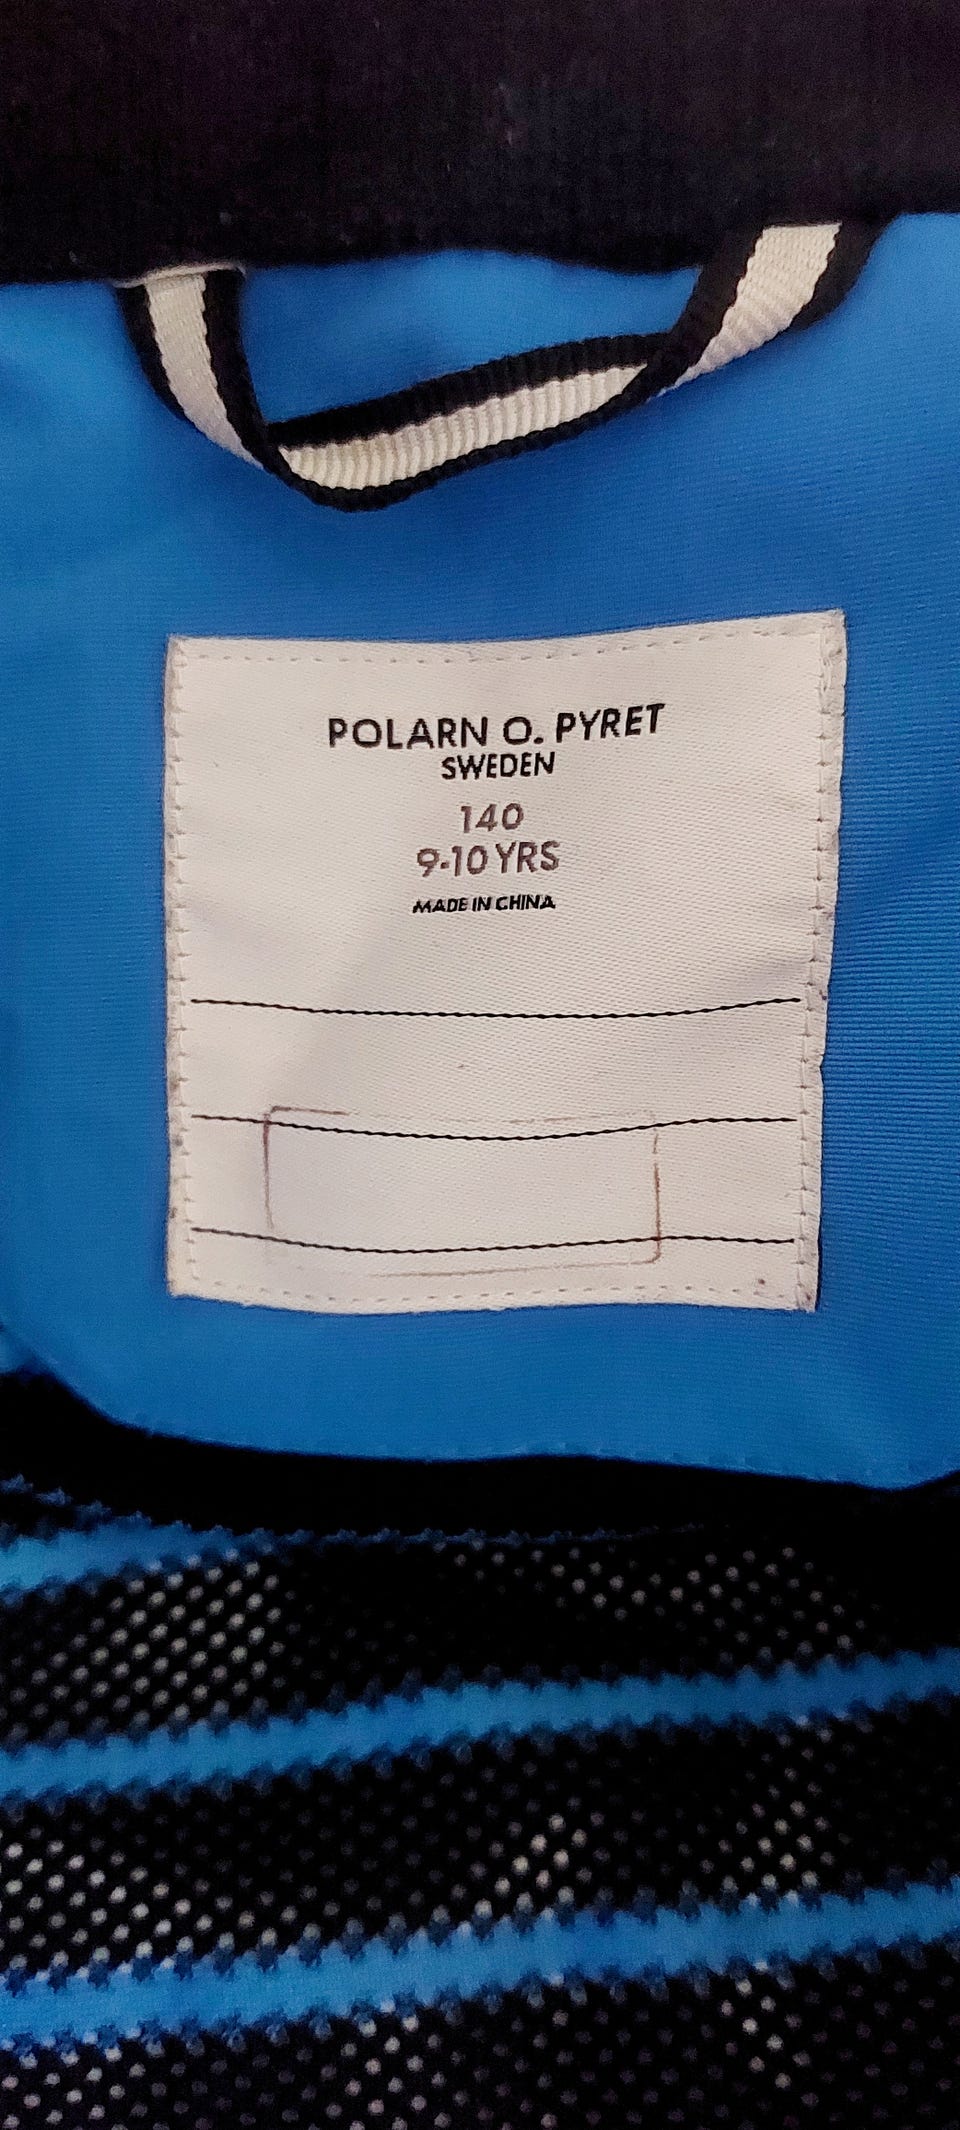 POLARN O. PYRET
SWEDEN
140
9-10 YRS
MADE IN CHINA